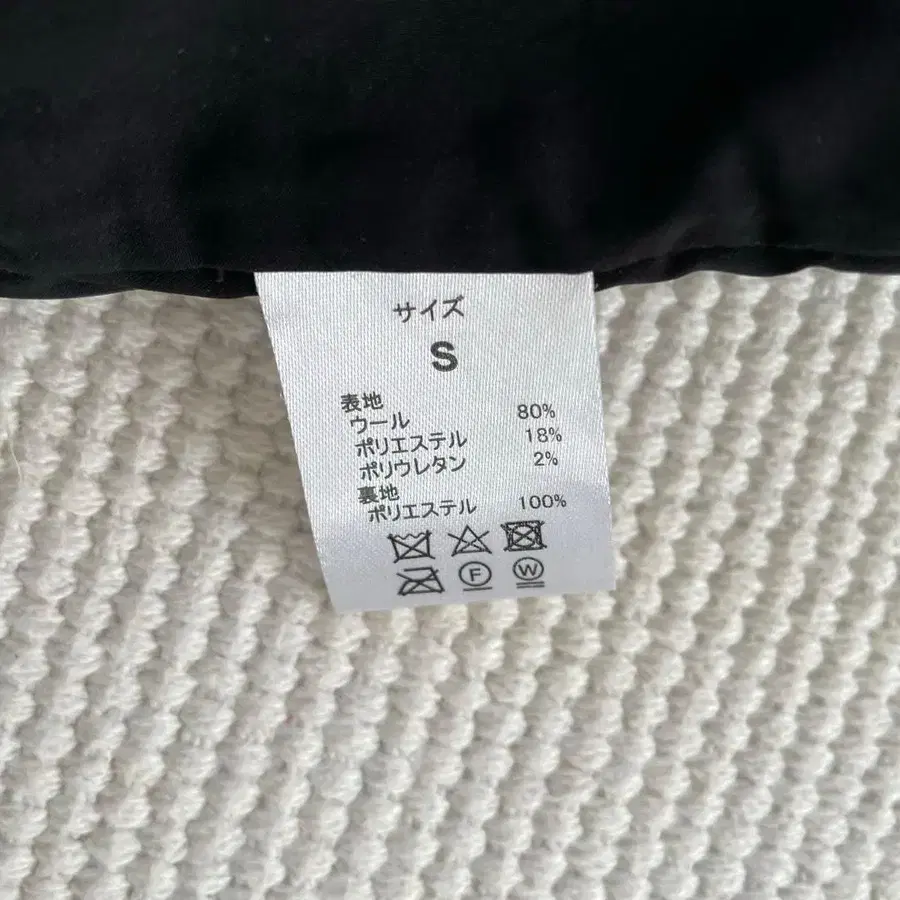 サイズ
S
表地
ウール 80%
ポリエステル 18%
ポリウレタン 2%
裏地
ポリエステル 100%
F W